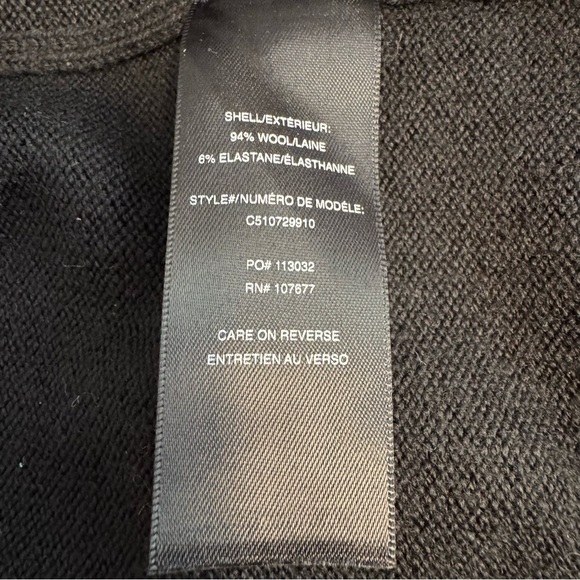 SHELL/EXTÉRIEUR:
94% WOOL/LAINE
6% ELASTANE/ÉLASTHANNE
STYLE#/NUMÉRO DE MODÈLE:
C510729910
PO# 113032
RN# 107677
CARE ON REVERSE
ENTRETIEN AU VERSO